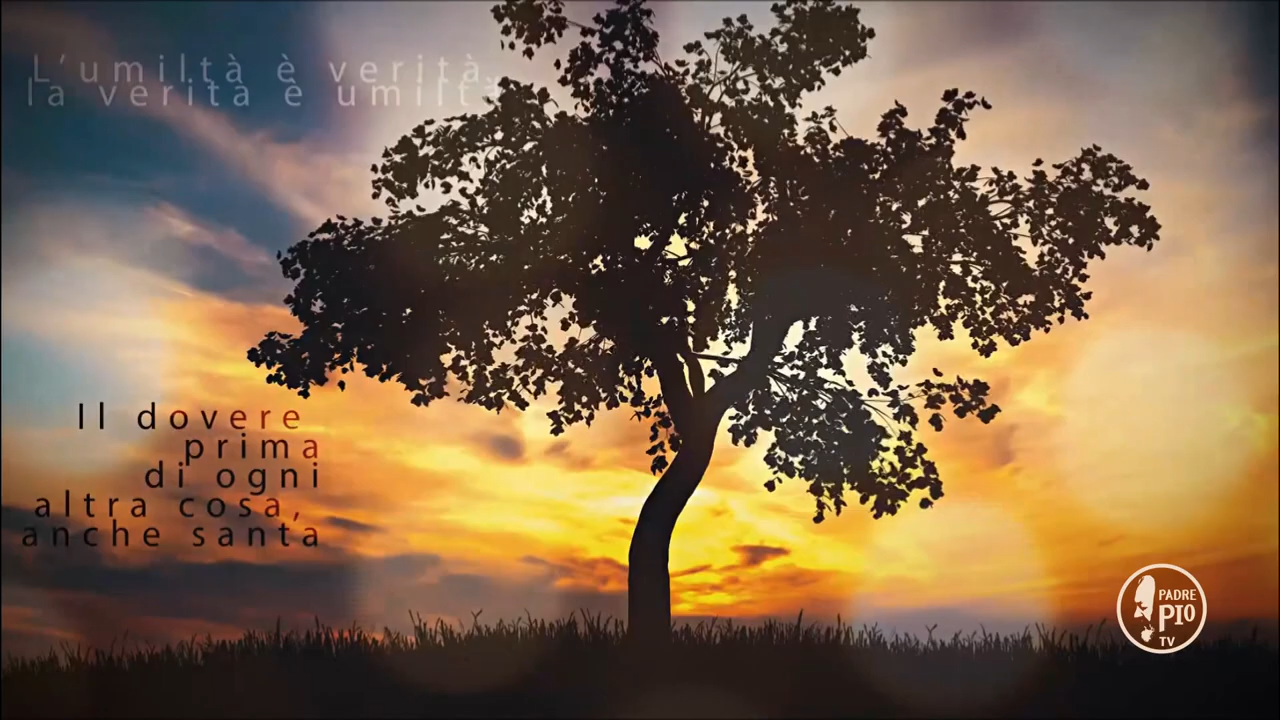 L'umiltà è verità,
la verità è umiltà
Il dovere
prima
di ogni
altra cosa,
anche santa
PADRE
PIO
TV